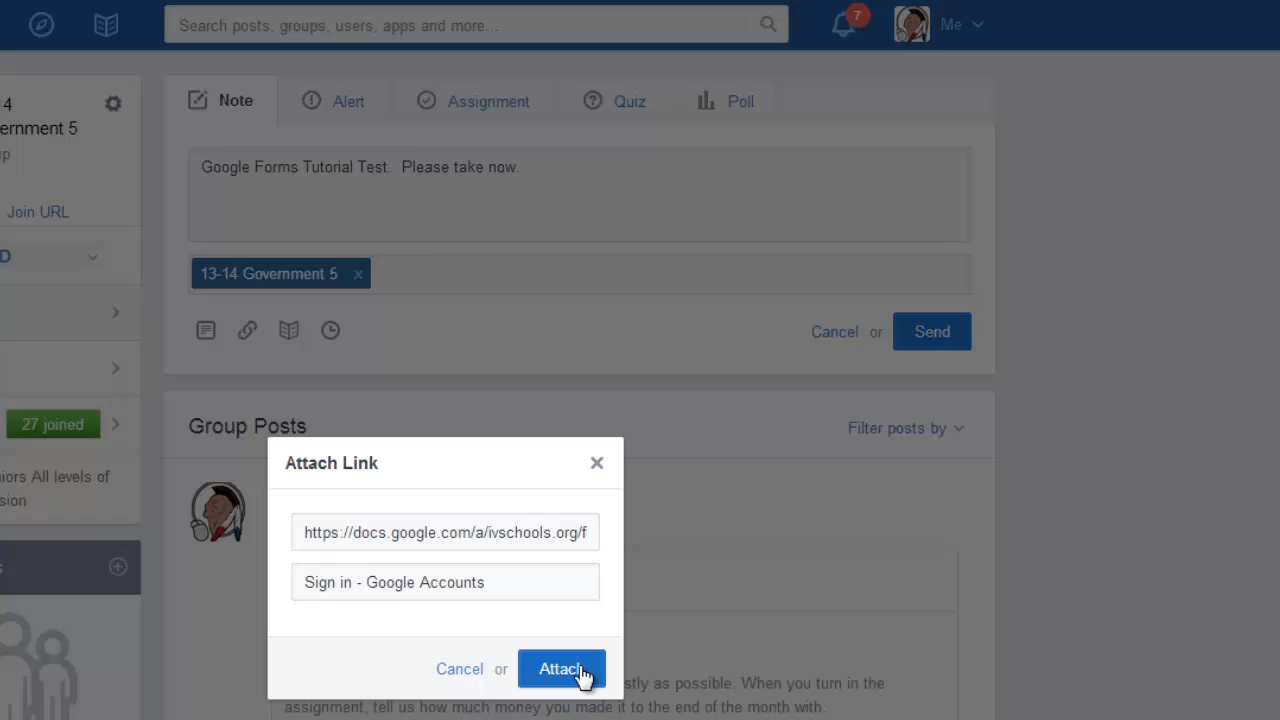 Search posts, groups, users, apps and more...
7
Me
4
ernment 5
Join URL
D
27 joined
iors All levels of
sion
Note
Alert
Assignment
Quiz
Poll
Google Forms Tutorial Test. Please take now.
13-14 Government 5 x
Cancel or Send
Group Posts
Filter posts by
Attach Link
https://docs.google.com/a/ivschools.org/f
Sign in - Google Accounts
Cancel or Attach
stly as possible. When you turn in the
assignment, tell us how much money you made it to the end of the month with.